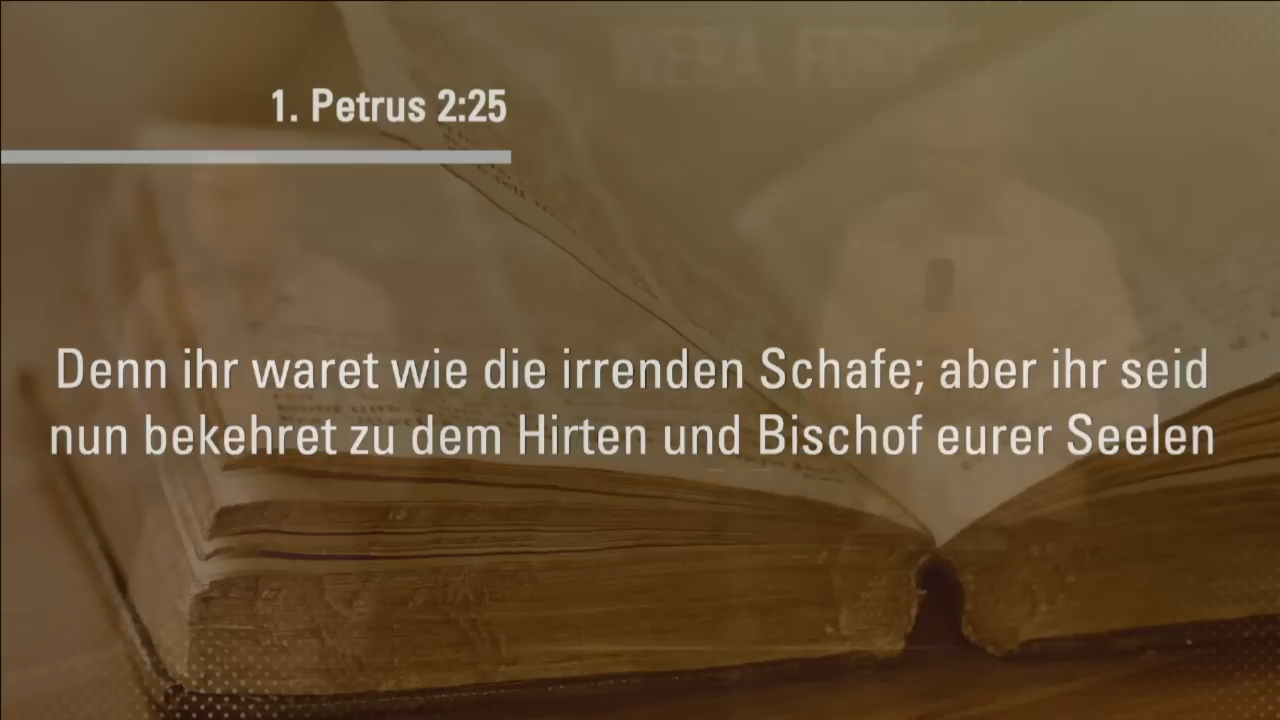 1. Petrus 2:25
Denn ihr waret wie die irrenden Schafe; aber ihr seid
nun bekehret zu dem Hirten und Bischof eurer Seelen